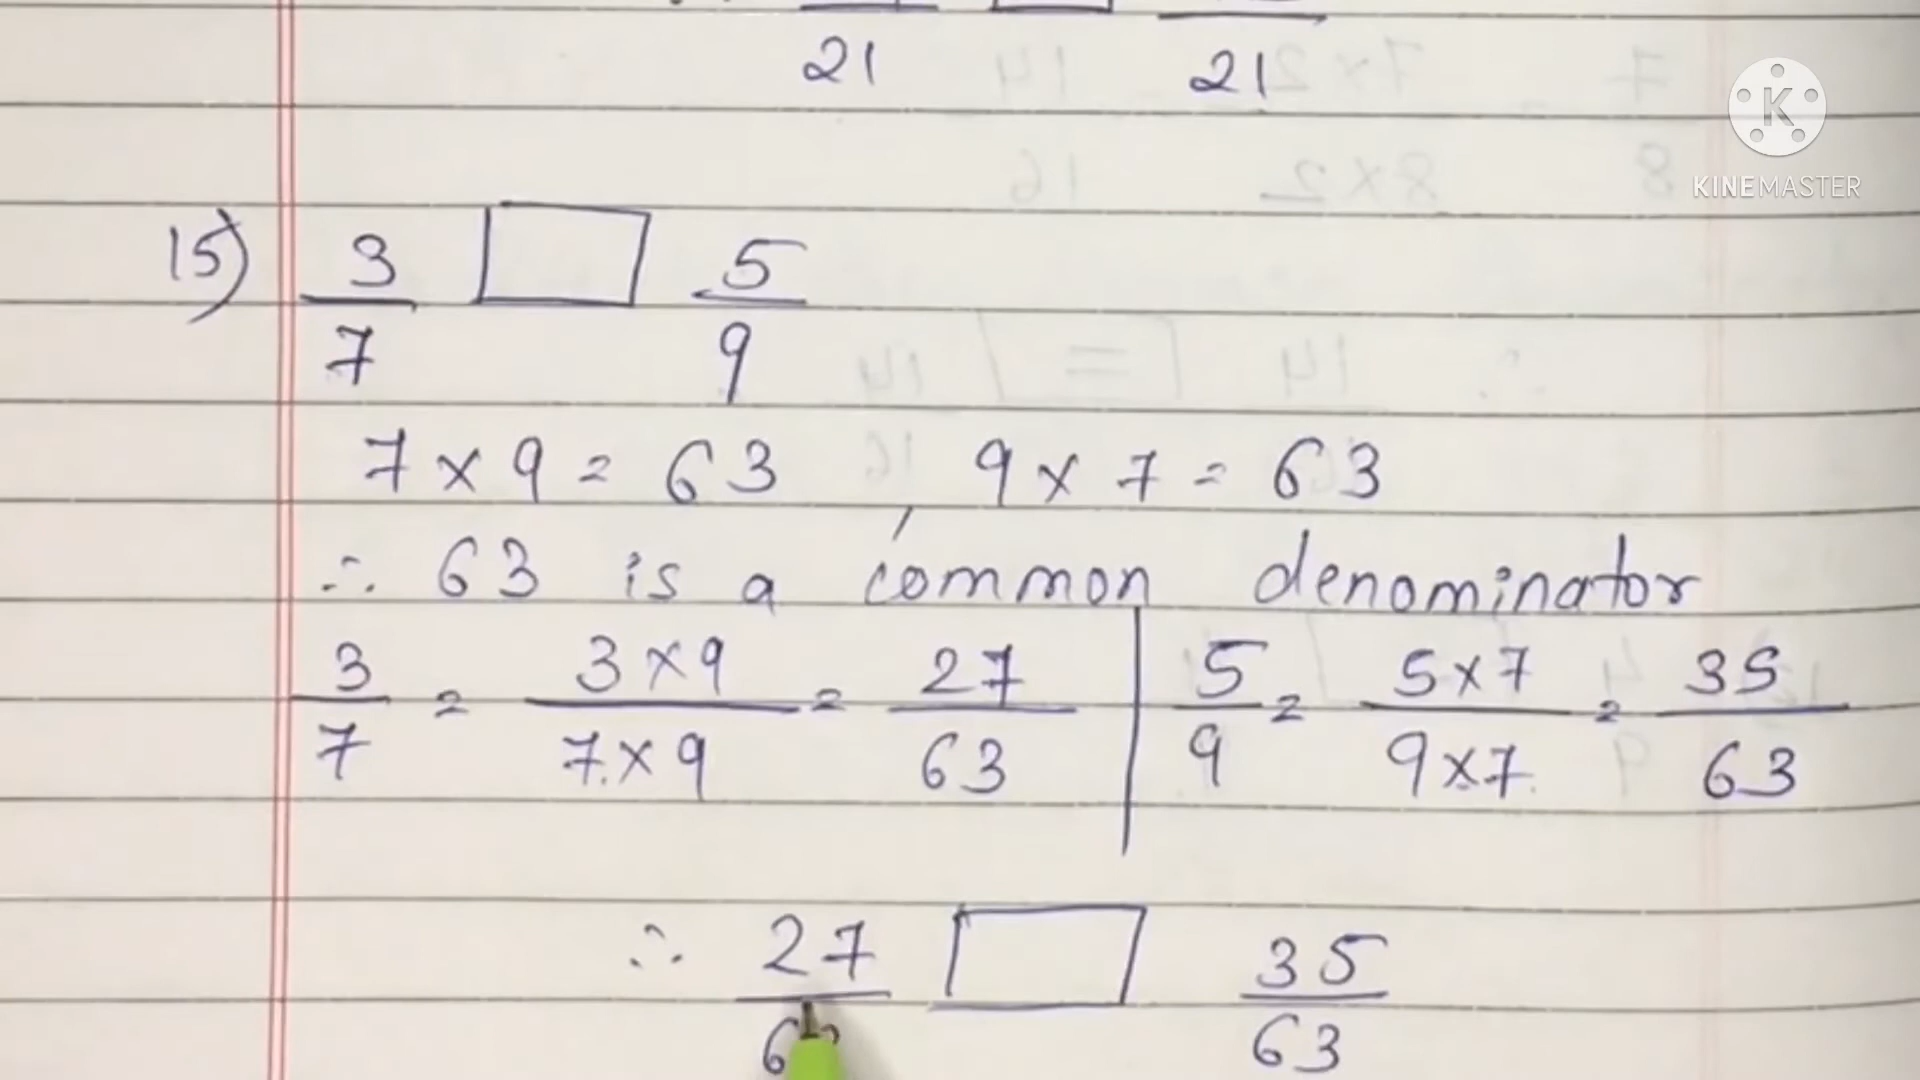 21 21
K
KINEMASTER
15) 3/7 □ 5/9
7 × 9 = 63 9 × 7 = 63
∴ 63 is a common denominator
3/7 = 3×9/7×9 = 27/63 | 5/9 = 5×7/9×7 = 35/63
∴ 27/63 □ 35/63